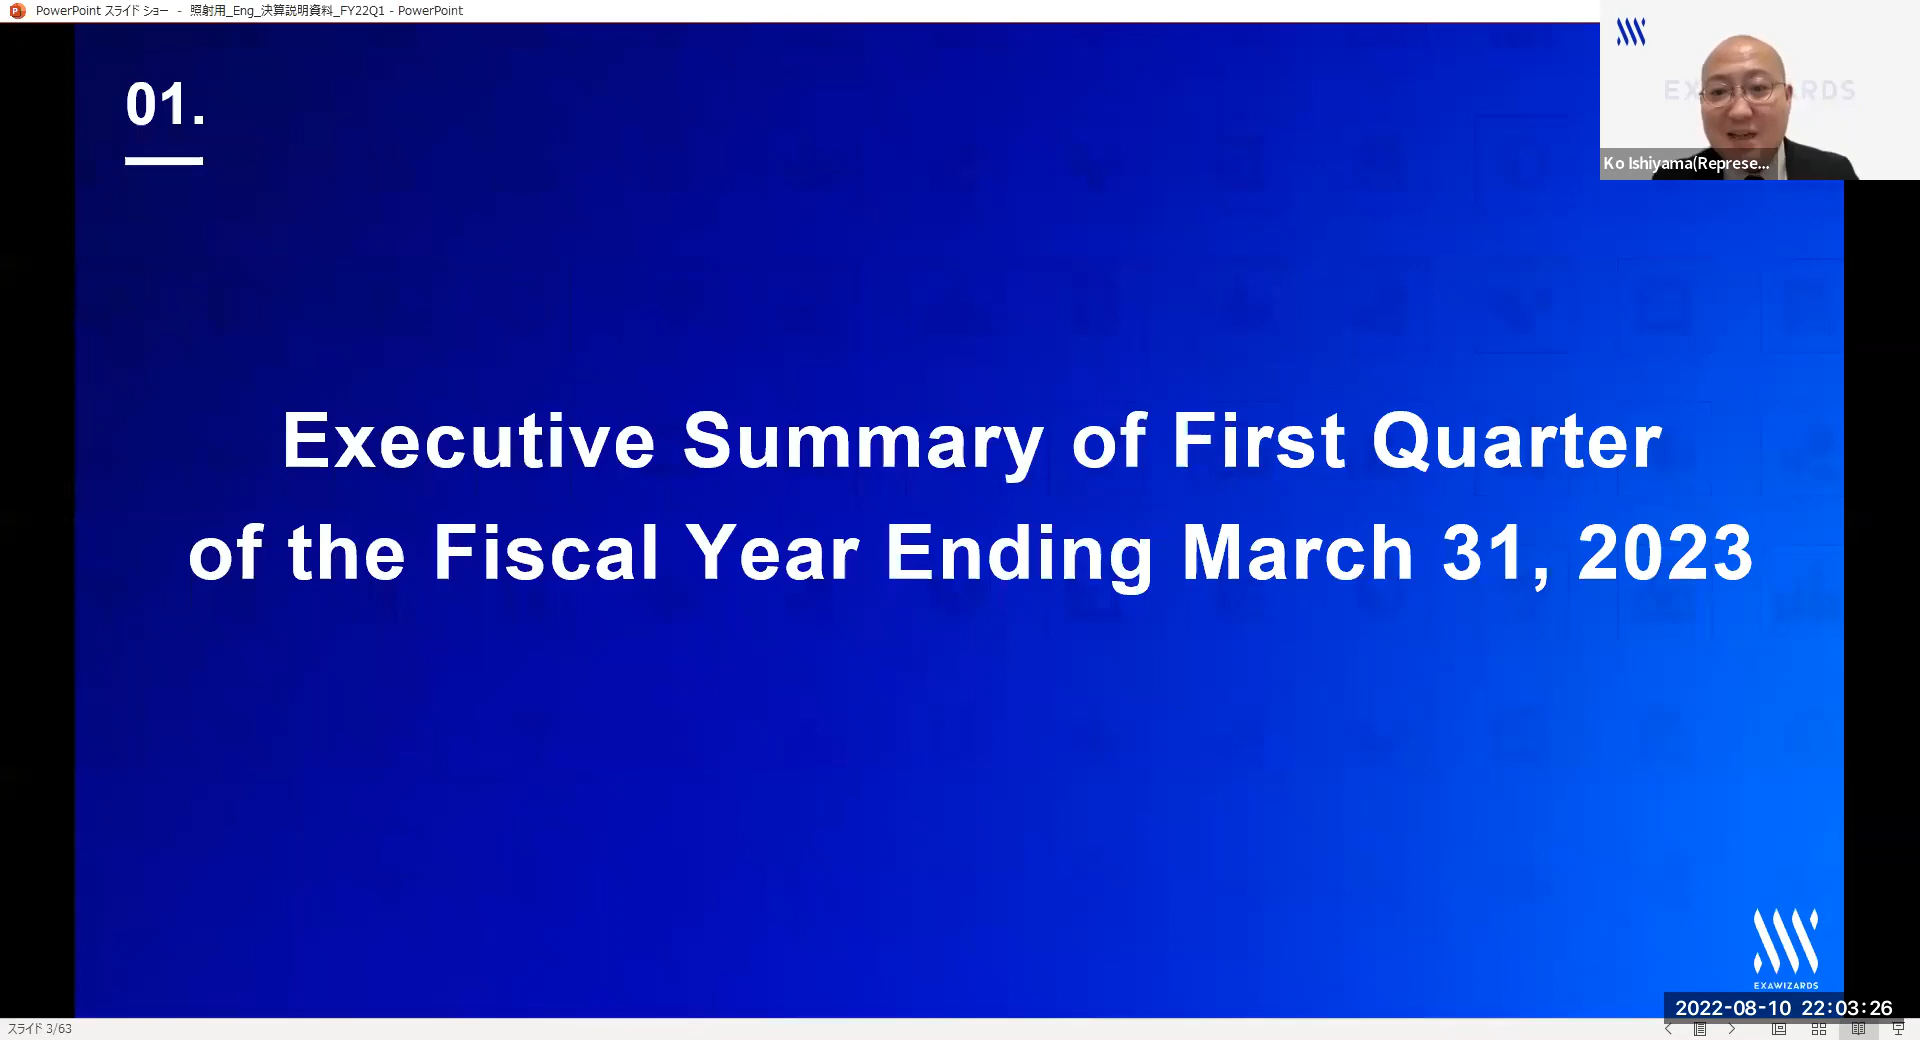 PowerPoint スライド ショー - 照射用_Eng_決算説明資料_FY22Q1 - PowerPoint
01.
Ko Ishiyama(Represe...
Executive Summary of First Quarter
of the Fiscal Year Ending March 31, 2023
EXAWIZARDS
2022-08-10 22:03:26
スライド 3/63